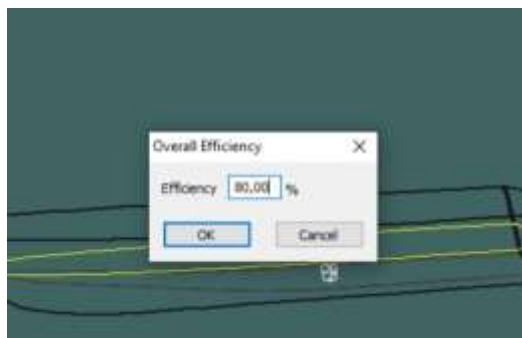 Overall Efficiency
Efficiency 80,00 %
OK Cancel